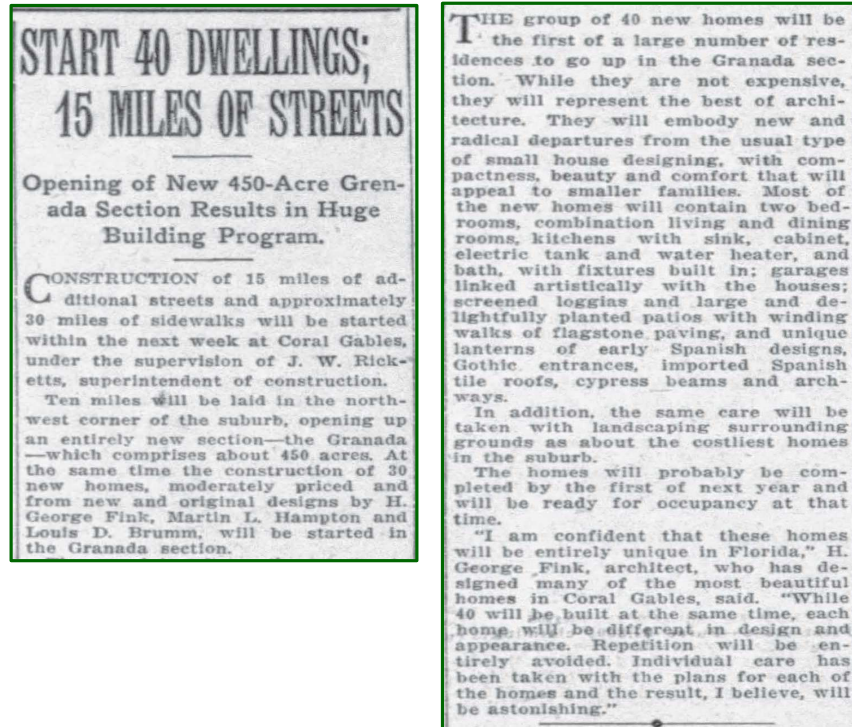 START 40 DWELLINGS;
15 MILES OF STREETS
Opening of New 450-Acre Gren-
ada Section Results in Huge
Building Program.
CONSTRUCTION of 15 miles of ad-
ditional streets and approximately
30 miles of sidewalks will be started
within the next week at Coral Gables,
under the supervision of J. W. Rick-
etts, superintendent of construction.
Ten miles will be laid in the north-
west corner of the suburb, opening up
an entirely new section—the Granada
—which comprises about 450 acres. At
the same time the construction of 30
new homes, moderately priced and
from new and original designs by H.
George Fink, Martin L. Hampton and
Louis D. Brumm, will be started in
the Granada section.
THE group of 40 new homes will be
the first of a large number of res-
idences to go up in the Granada sec-
tion. While they are not expensive,
they will represent the best of archi-
tecture. They will embody new and
radical departures from the usual type
of small house designing, with com-
pactness, beauty and comfort that will
appeal to smaller families. Most of
the new homes will contain two bed-
rooms, combination living and dining
rooms, kitchens with sink, cabinet,
electric tank and water heater, and
bath, with fixtures built in; garages
linked artistically with the houses;
screened loggias and large and de-
lightfully planted patios with winding
walks of flagstone paving, and unique
lanterns of early Spanish designs,
Gothic entrances, imported Spanish
tile roofs, cypress beams and arch-
ways.
In addition, the same care will be
taken with landscaping surrounding
grounds as about the costliest homes
in the suburb.
The homes will probably be com-
pleted by the first of next year and
will be ready for occupancy at that
time.
"I am confident that these homes
will be entirely unique in Florida," H.
George Fink, architect, who has de-
signed many of the most beautiful
homes in Coral Gables, said. "While
40 will be built at the same time, each
home will be different in design and
appearance. Repetition will be en-
tirely avoided. Individual care has
been taken with the plans for each of
the homes and the result, I believe, will
be astonishing."